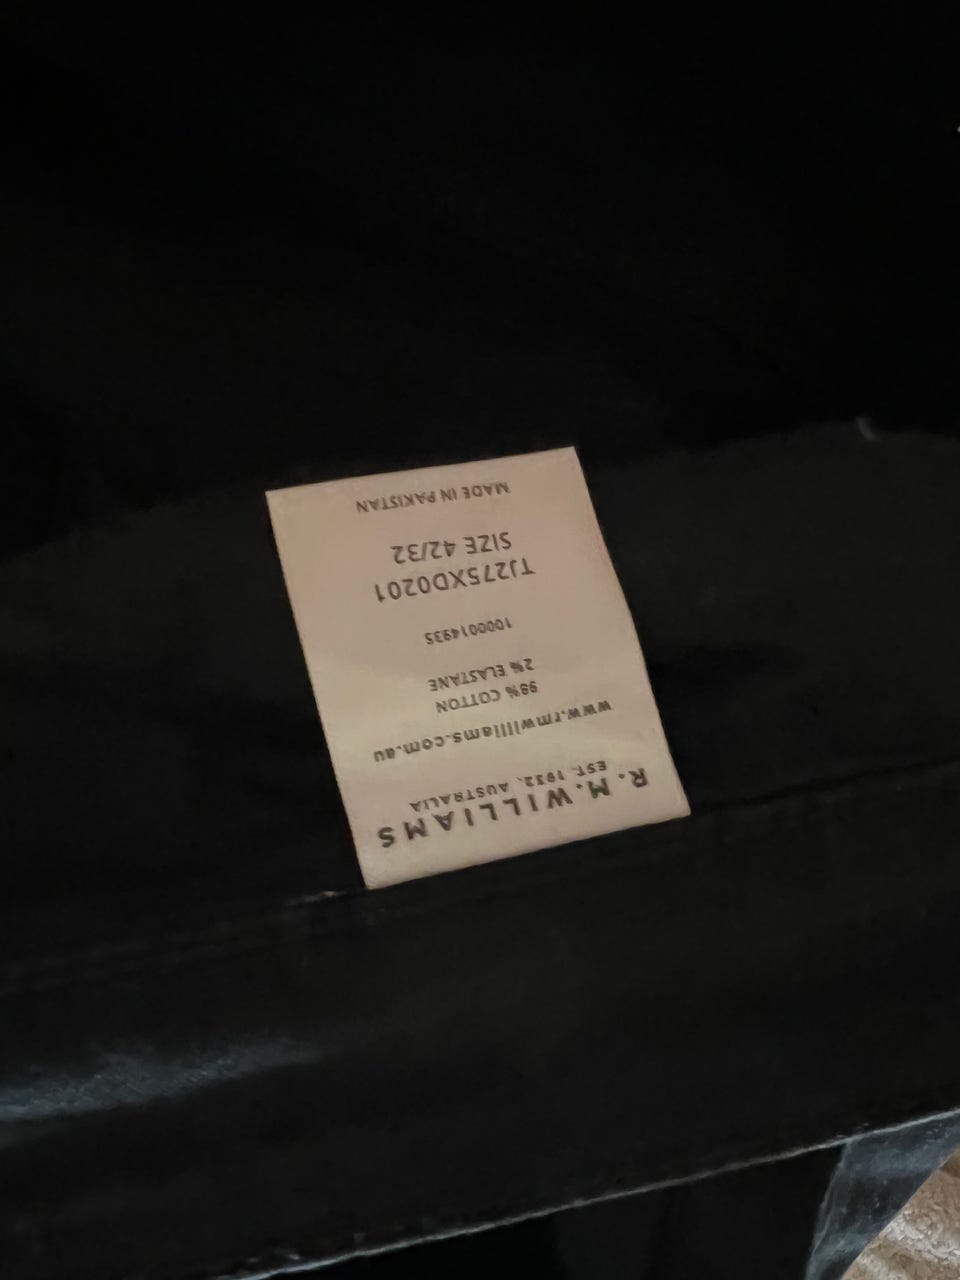 R.M.WILLIAMS
EST. 1932, AUSTRALIA
www.rmwilliams.com.au
98% COTTON
2% ELASTANE
1000014935
TJ275XD0201
SIZE 42/32
MADE IN PAKISTAN